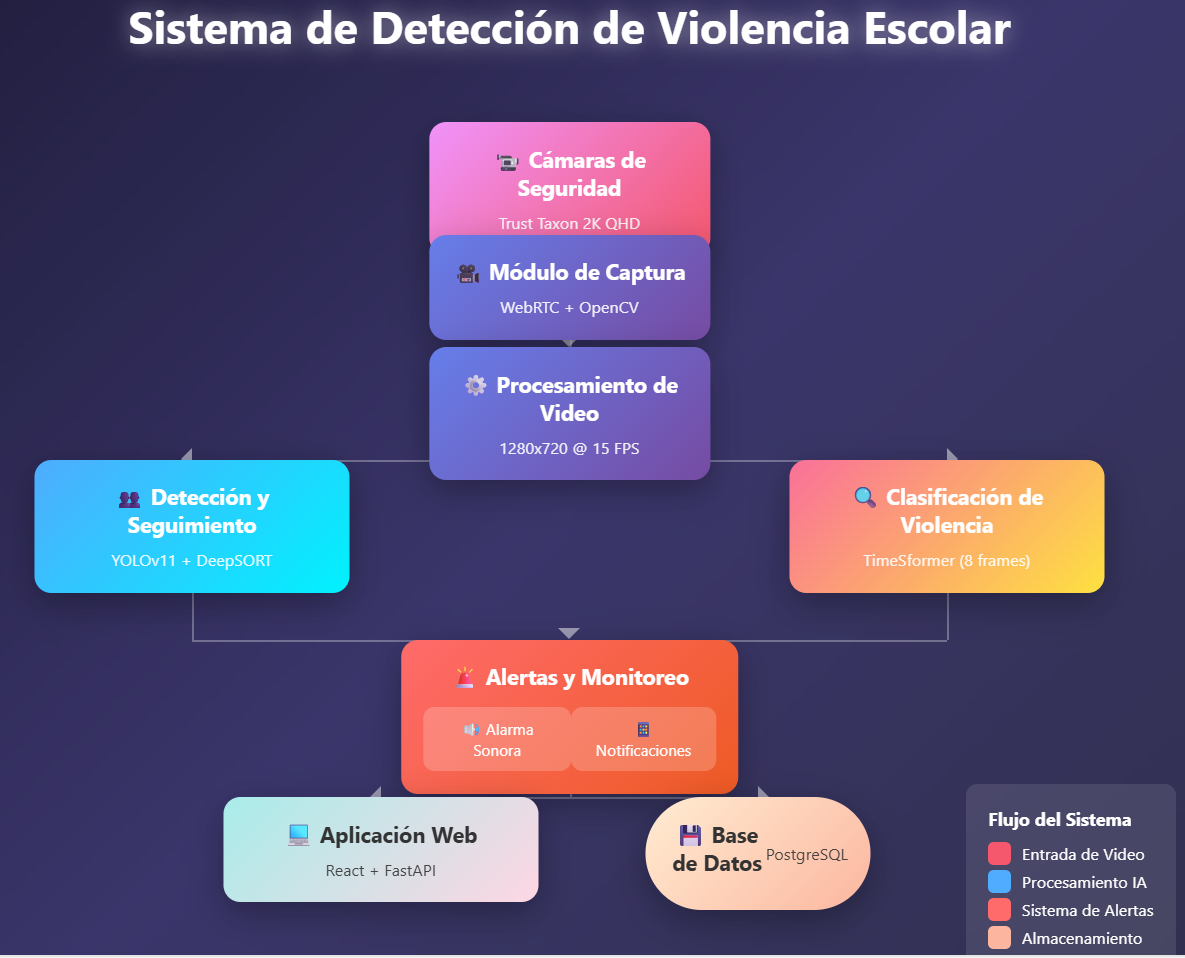 Sistema de Detección de Violencia Escolar
Cámaras de
Seguridad
Trust Taxon 2K QHD
Módulo de Captura
WebRTC + OpenCV
Procesamiento de
Video
1280x720 @ 15 FPS
Detección y
Seguimiento
YOLOv11 + DeepSORT
Clasificación de
Violencia
TimeSformer (8 frames)
Alertas y Monitoreo
Alarma
Sonora
Notificaciones
Aplicación Web
React + FastAPI
Base
de Datos
PostgreSQL
Flujo del Sistema
Entrada de Video
Procesamiento IA
Sistema de Alertas
Almacenamiento